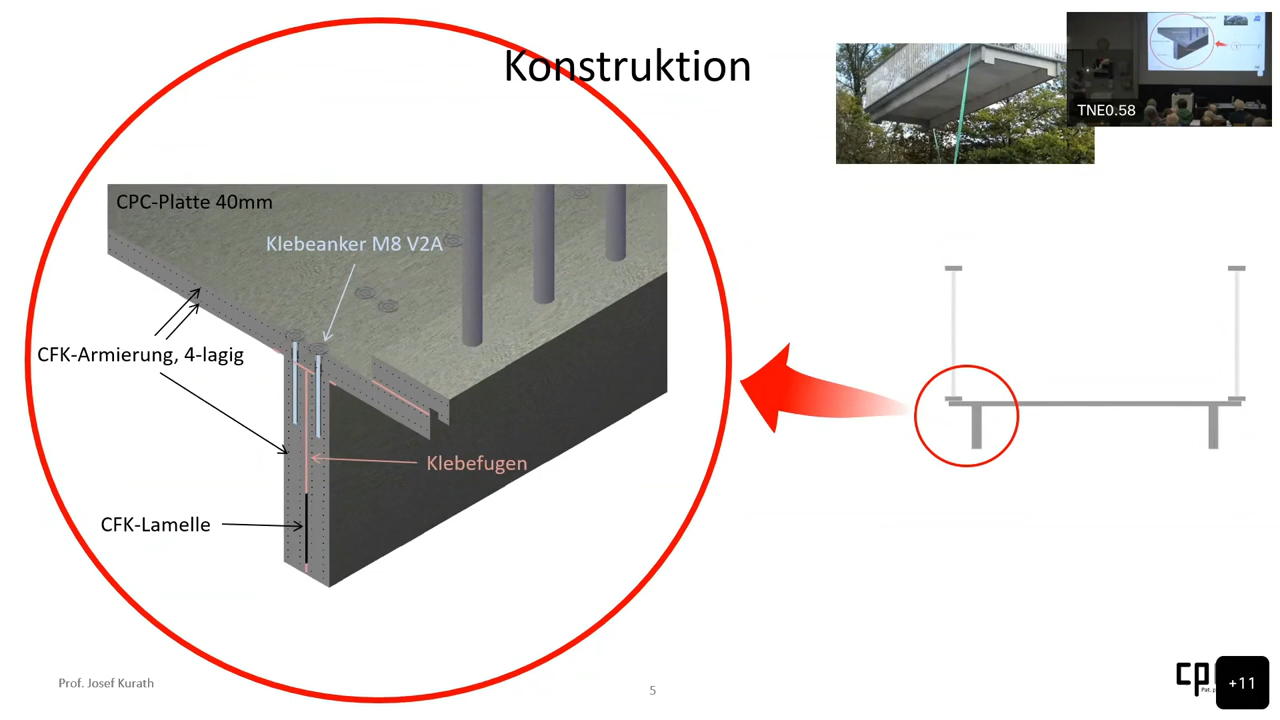 Konstruktion
TNE0.58
CPC-Platte 40mm
Klebeanker M8 V2A
CFK-Armierung, 4-lagig
Klebefugen
CFK-Lamelle
Prof. Josef Kurath
5
cp
Pat. p
+11